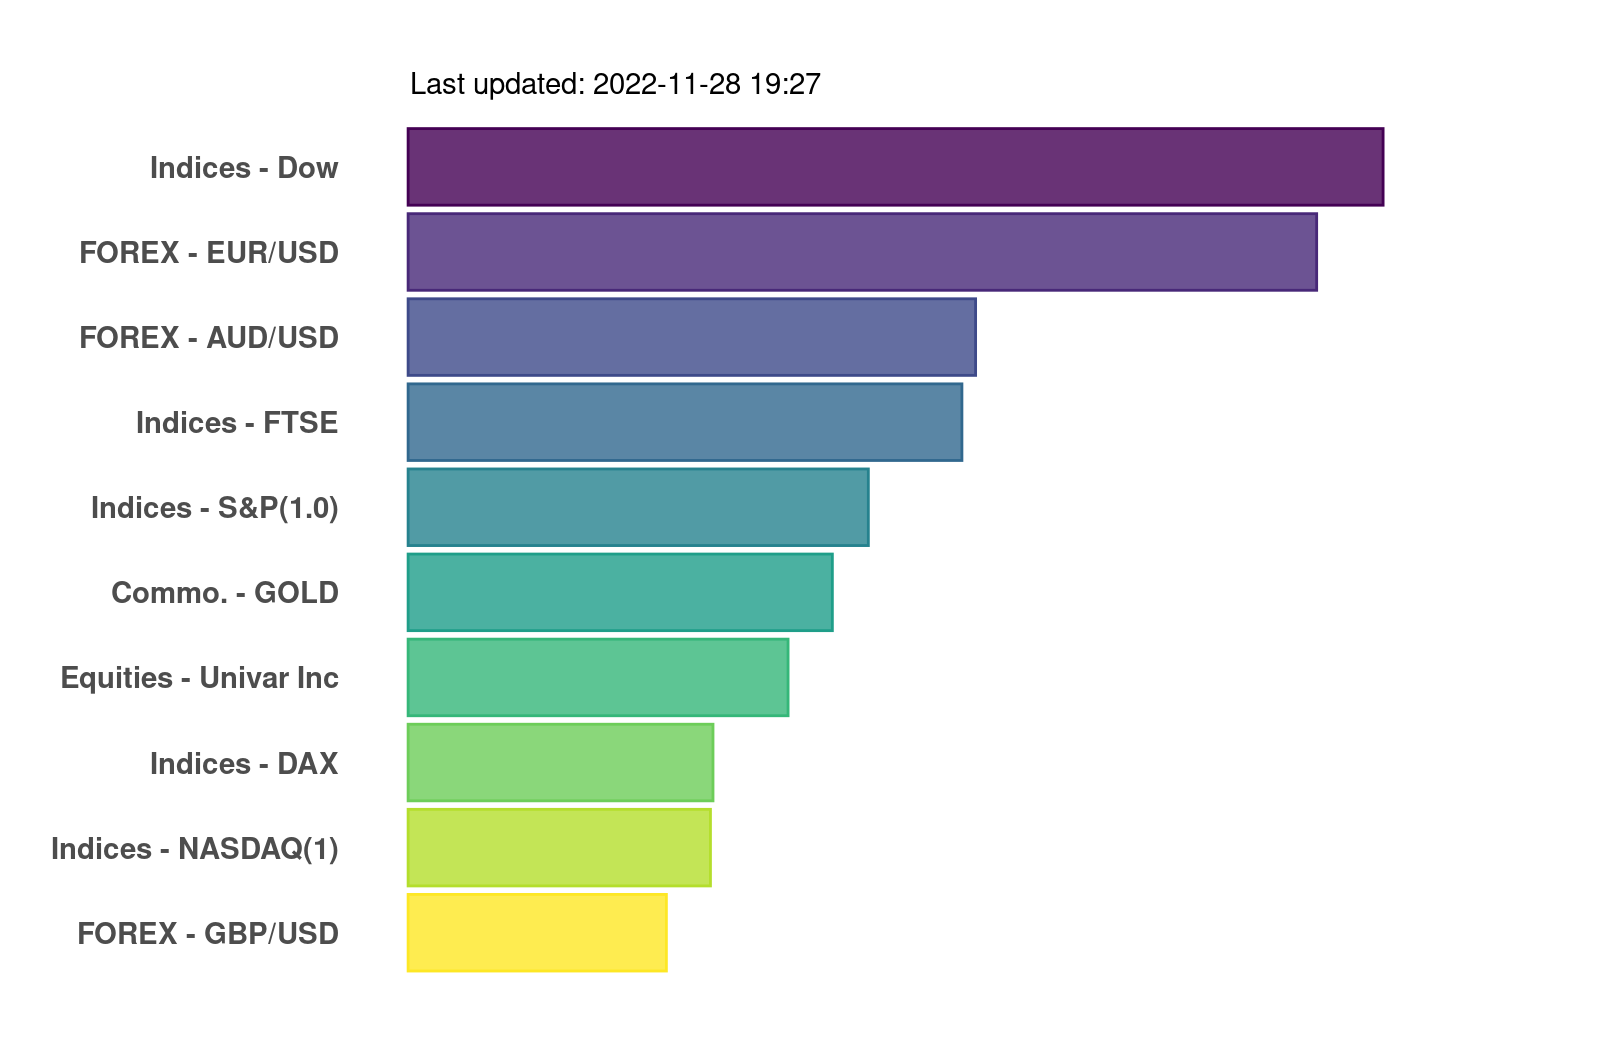 Last updated: 2022-11-28 19:27
Indices - Dow
FOREX - EUR/USD
FOREX - AUD/USD
Indices - FTSE
Indices - S&P(1.0)
Commo. - GOLD
Equities - Univar Inc
Indices - DAX
Indices - NASDAQ(1)
FOREX - GBP/USD